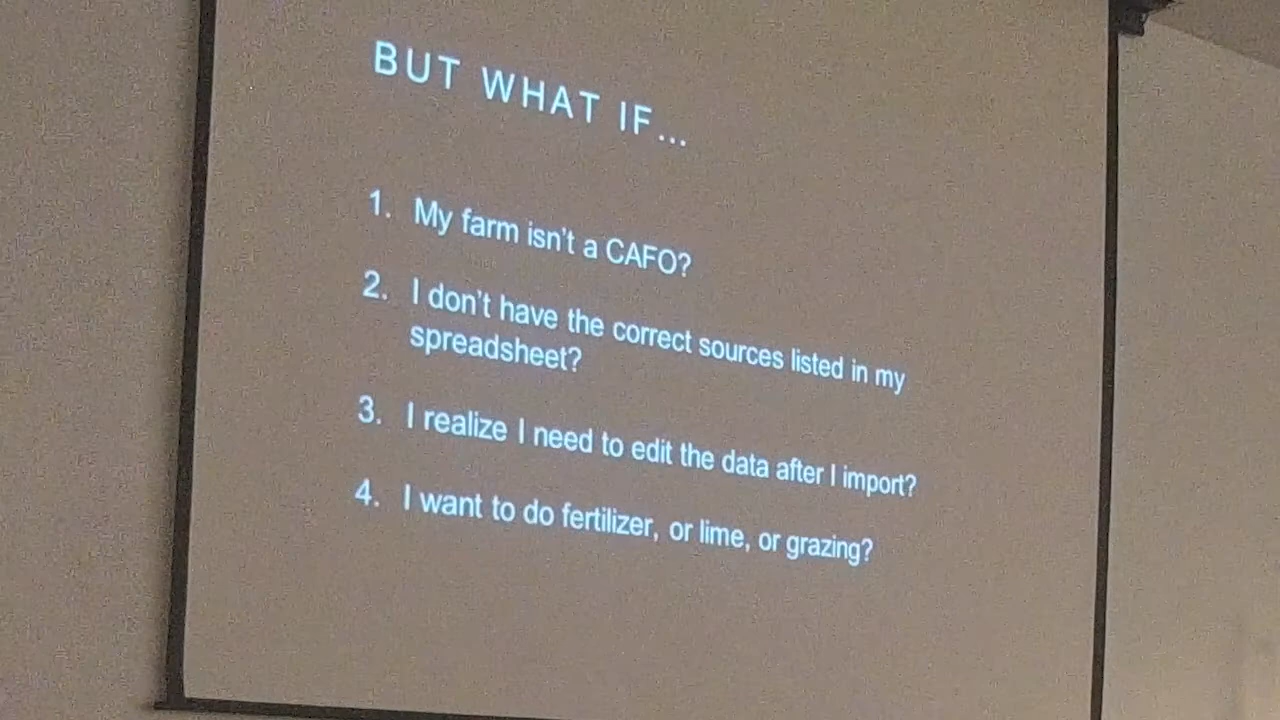 BUT WHAT IF...
1. My farm isn't a CAFO?
2. I don't have the correct sources listed in my
spreadsheet?
3. I realize I need to edit the data after I import?
4. I want to do fertilizer, or lime, or grazing?